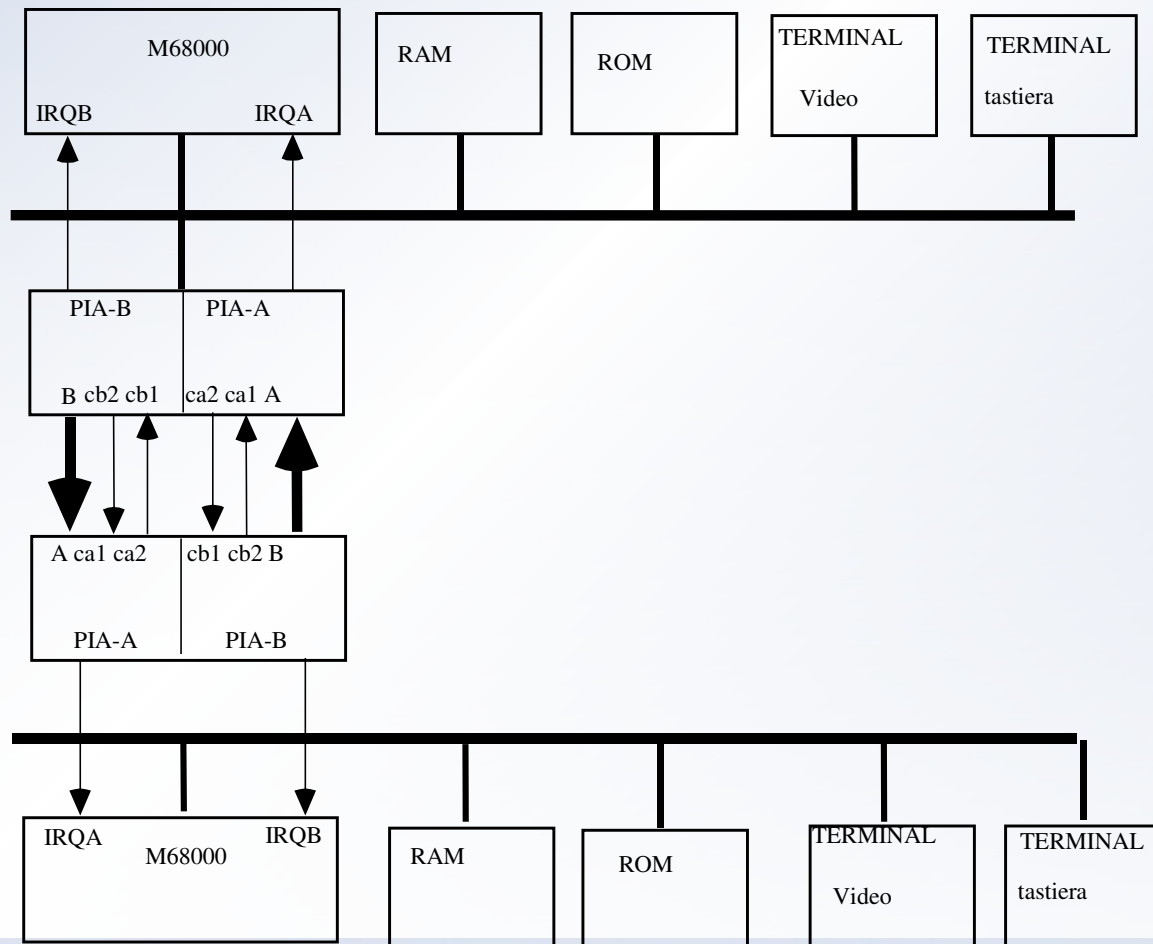 M68000
IRQB IRQA
RAM
ROM
TERMINAL
Video
TERMINAL
tastiera
PIA-B PIA-A
B cb2 cb1 ca2 ca1 A
A ca1 ca2 cb1 cb2 B
PIA-A PIA-B
IRQA IRQB
M68000
RAM
ROM
TERMINAL
Video
TERMINAL
tastiera